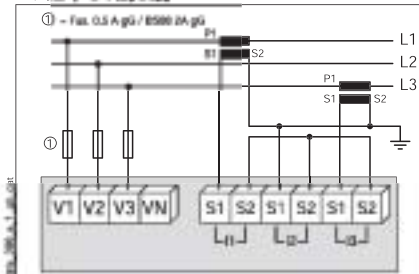 ① - Fus. 0.5 A gG / BS88 2A gG
P1
L1
S1 S2
L2
P1
L3
S1 S2
①
V1 V2 V3 VN S1 S2 S1 S2 S1 S2
I1 I2 I3